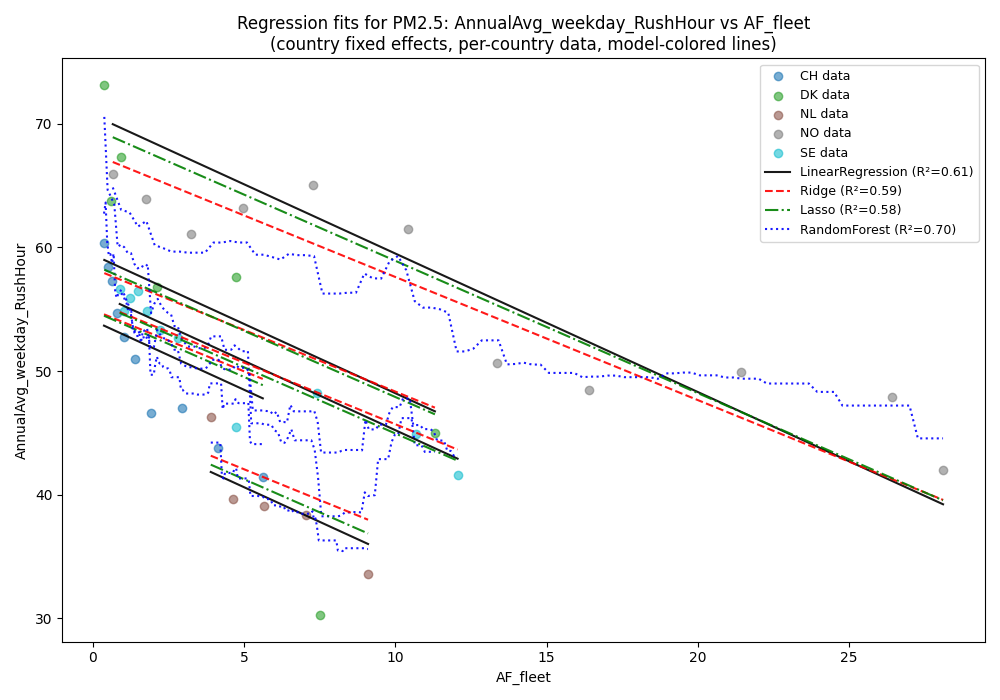 Regression fits for PM2.5: AnnualAvg_weekday_RushHour vs AF_fleet
(country fixed effects, per-country data, model-colored lines)
CH data
DK data
NL data
NO data
SE data
LinearRegression (R²=0.61)
Ridge (R²=0.59)
Lasso (R²=0.58)
RandomForest (R²=0.70)
AnnualAvg_weekday_RushHour
70
60
50
40
30
0 5 10 15 20 25
AF_fleet